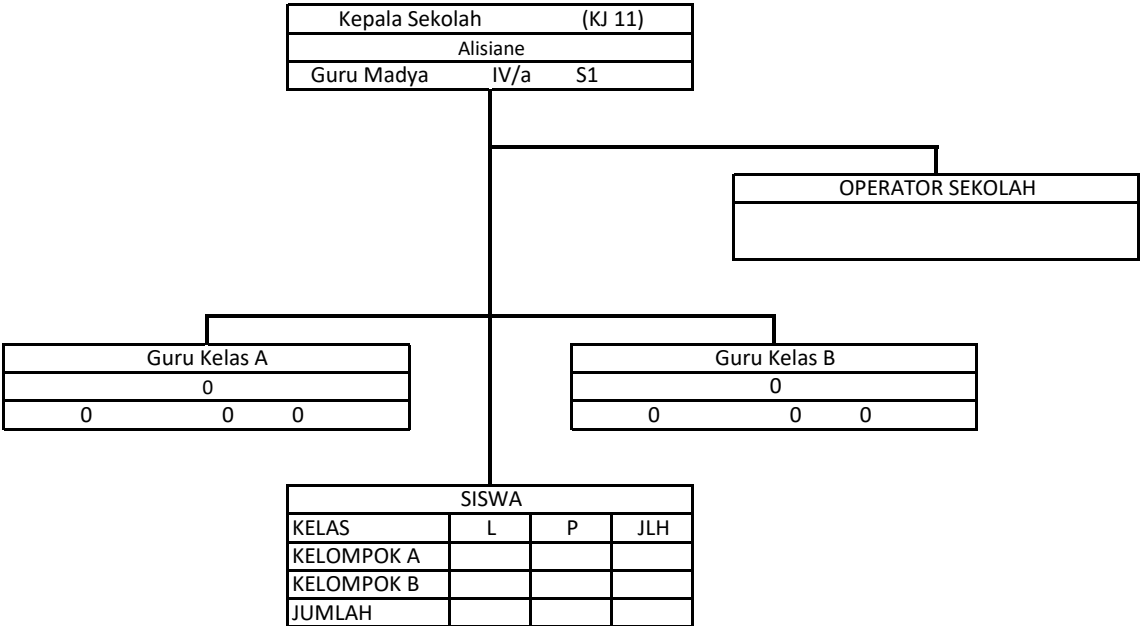 Kepala Sekolah (KJ 11)
Alisiane
Guru Madya IV/a S1
OPERATOR SEKOLAH
Guru Kelas A
0
0 0 0
Guru Kelas B
0
0 0 0
SISWA
KELAS L P JLH
KELOMPOK A
KELOMPOK B
JUMLAH